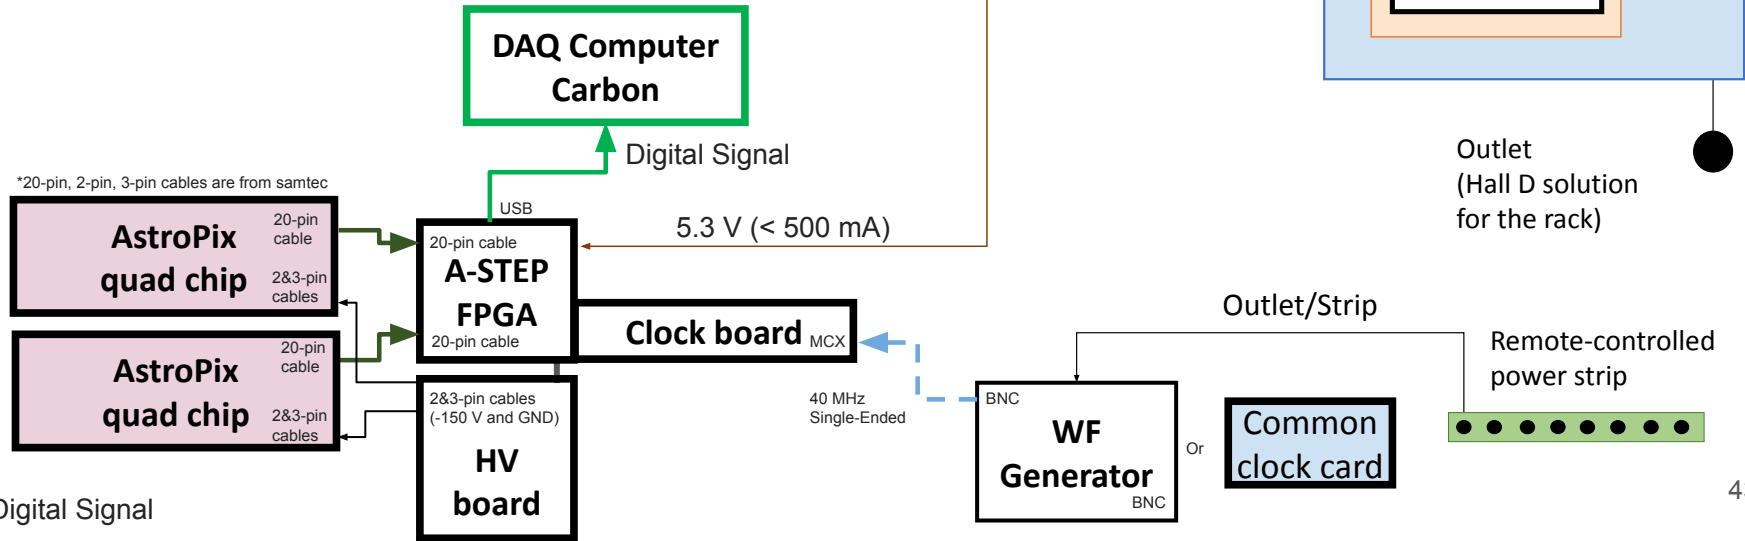 DAQ Computer
Carbon
Digital Signal
Outlet
(Hall D solution
for the rack)
*20-pin, 2-pin, 3-pin cables are from samtec
AstroPix
quad chip
20-pin
cable
2&3-pin
cables
USB
20-pin cable
A-STEP
FPGA
20-pin cable
5.3 V (< 500 mA)
Clock board
MCX
Outlet/Strip
Remote-controlled
power strip
AstroPix
quad chip
20-pin
cable
2&3-pin
cables
2&3-pin cables
(-150 V and GND)
HV
board
40 MHz
Single-Ended
BNC
WF
Generator
BNC
Or
Common
clock card
Digital Signal